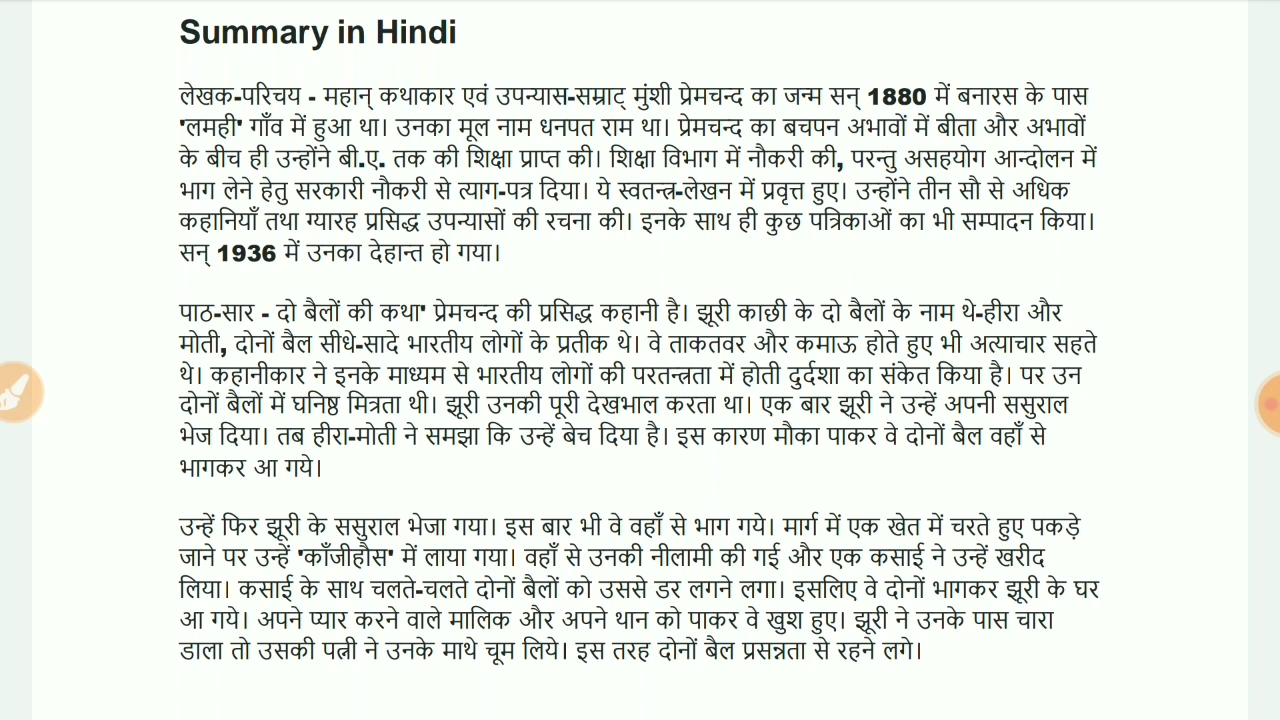 Summary in Hindi
लेखक-परिचय - महान् कथाकार एवं उपन्यास-सम्राट् मुंशी प्रेमचन्द का जन्म सन् 1880 में बनारस के पास
'लमही' गाँव में हुआ था। उनका मूल नाम धनपत राम था। प्रेमचन्द का बचपन अभावों में बीता और अभावों
के बीच ही उन्होंने बी.ए. तक की शिक्षा प्राप्त की। शिक्षा विभाग में नौकरी की, परन्तु असहयोग आन्दोलन में
भाग लेने हेतु सरकारी नौकरी से त्याग-पत्र दिया। ये स्वतन्त्र-लेखन में प्रवृत्त हुए। उन्होंने तीन सौ से अधिक
कहानियाँ तथा ग्यारह प्रसिद्ध उपन्यासों की रचना की। इनके साथ ही कुछ पत्रिकाओं का भी सम्पादन किया।
सन् 1936 में उनका देहान्त हो गया।
पाठ-सार - दो बैलों की कथा' प्रेमचन्द की प्रसिद्ध कहानी है। झूरी काछी के दो बैलों के नाम थे-हीरा और
मोती, दोनों बैल सीधे-सादे भारतीय लोगों के प्रतीक थे। वे ताकतवर और कमाऊ होते हुए भी अत्याचार सहते
थे। कहानीकार ने इनके माध्यम से भारतीय लोगों की परतन्त्रता में होती दुर्दशा का संकेत किया है। पर उन
दोनों बैलों में घनिष्ठ मित्रता थी। झूरी उनकी पूरी देखभाल करता था। एक बार झूरी ने उन्हें अपनी ससुराल
भेज दिया। तब हीरा-मोती ने समझा कि उन्हें बेच दिया है। इस कारण मौका पाकर वे दोनों बैल वहाँ से
भागकर आ गये।
उन्हें फिर झूरी के ससुराल भेजा गया। इस बार भी वे वहाँ से भाग गये। मार्ग में एक खेत में चरते हुए पकड़े
जाने पर उन्हें 'काँजीहौस' में लाया गया। वहाँ से उनकी नीलामी की गई और एक कसाई ने उन्हें खरीद
लिया। कसाई के साथ चलते-चलते दोनों बैलों को उससे डर लगने लगा। इसलिए वे दोनों भागकर झूरी के घर
आ गये। अपने प्यार करने वाले मालिक और अपने थान को पाकर वे खुश हुए। झूरी ने उनके पास चारा
डाला तो उसकी पत्नी ने उनके माथे चूम लिये। इस तरह दोनों बैल प्रसन्नता से रहने लगे।